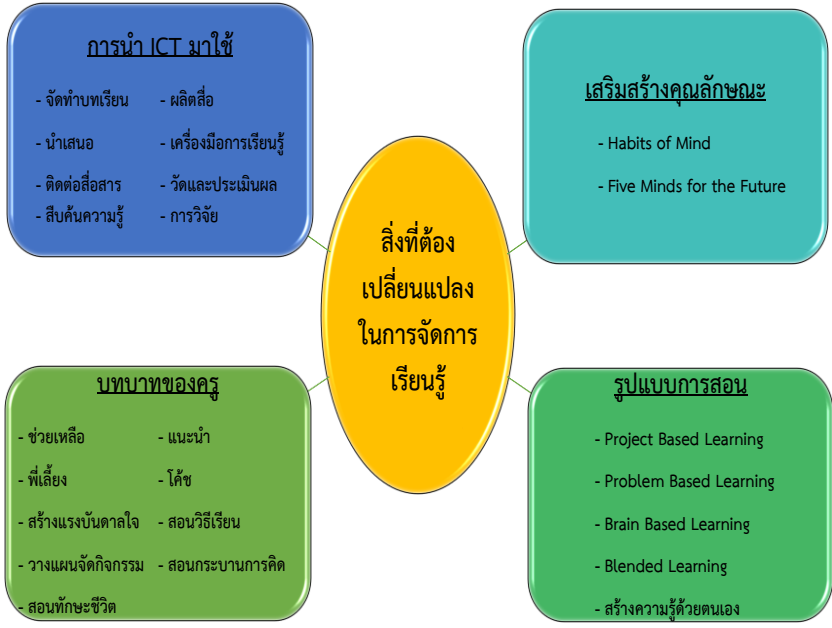 การนำ ICT มาใช้
- จัดทำบทเรียน - ผลิตสื่อ
- นำเสนอ - เครื่องมือการเรียนรู้
- ติดต่อสื่อสาร - วัดและประเมินผล
- สืบค้นความรู้ - การวิจัย
เสริมสร้างคุณลักษณะ
- Habits of Mind
- Five Minds for the Future
สิ่งที่ต้อง
เปลี่ยนแปลง
ในการจัดการ
เรียนรู้
บทบาทของครู
- ช่วยเหลือ - แนะนำ
- พี่เลี้ยง - โค้ช
- สร้างแรงบันดาลใจ - สอนวิธีเรียน
- วางแผนจัดกิจกรรม - สอนกระบานการคิด
- สอนทักษะชีวิต
รูปแบบการสอน
- Project Based Learning
- Problem Based Learning
- Brain Based Learning
- Blended Learning
- สร้างความรู้ด้วยตนเอง